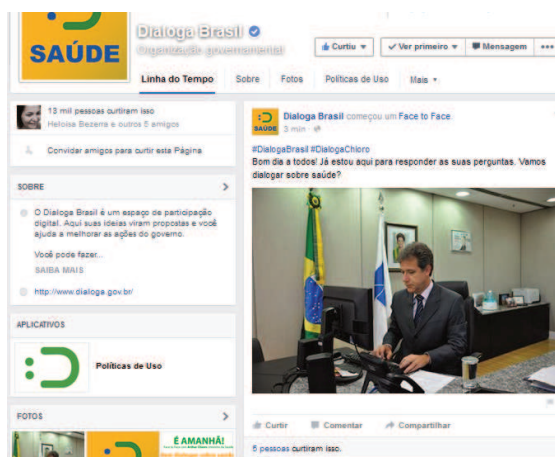 SAÚDE
Dialoga Brasil
Organização governamental
Curtiu
Ver primeiro
Mensagem
Linha do Tempo
Sobre
Fotos
Políticas de Uso
Mais
13 mil pessoas curtiram isso
Heloisa Bezerra e outros 5 amigos
Convidar amigos para curtir esta Página
SOBRE
O Dialoga Brasil é um espaço de participação
digital. Aqui suas ideias viram propostas e você
ajuda a melhorar as ações do governo.
Você pode fazer...
SAIBA MAIS
http://www.dialoga.gov.br/
APLICATIVOS
Políticas de Uso
FOTOS
É AMANHÃ!
SAÚDE
Dialoga Brasil começou um Face to Face
3 min
#DialogaBrasil #DialogaChioro
Bom dia a todos! Já estou aqui para responder as suas perguntas. Vamos
dialogar sobre saúde?
Curtir
Comentar
Compartilhar
5 pessoas curtiram isso.